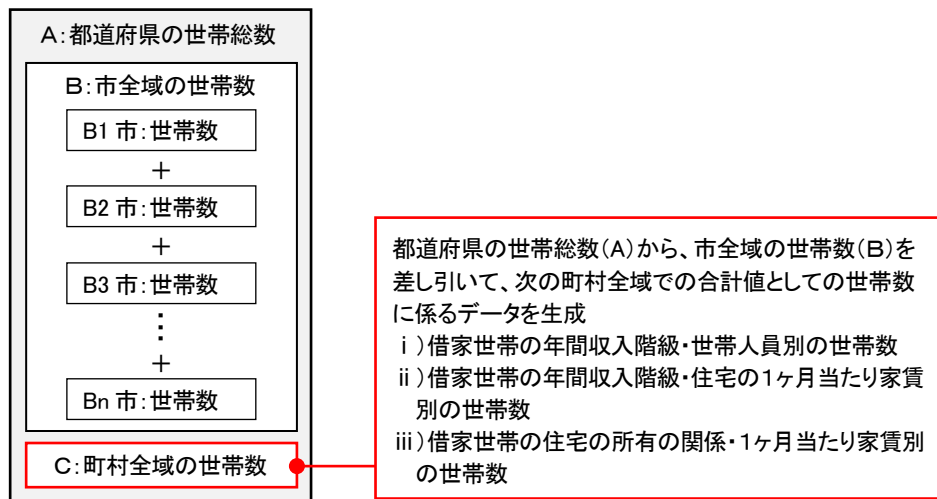 A:都道府県の世帯総数
B:市全域の世帯数
B1 市:世帯数
+
B2 市:世帯数
+
B3 市:世帯数
⋮
+
Bn 市:世帯数
C:町村全域の世帯数
都道府県の世帯総数(A)から、市全域の世帯数(B)を
差し引いて、次の町村全域での合計値としての世帯数
に係るデータを生成
ⅰ)借家世帯の年間収入階級・世帯人員別の世帯数
ⅱ)借家世帯の年間収入階級・住宅の1ヶ月当たり家賃
別の世帯数
ⅲ)借家世帯の住宅の所有の関係・1ヶ月当たり家賃別
の世帯数